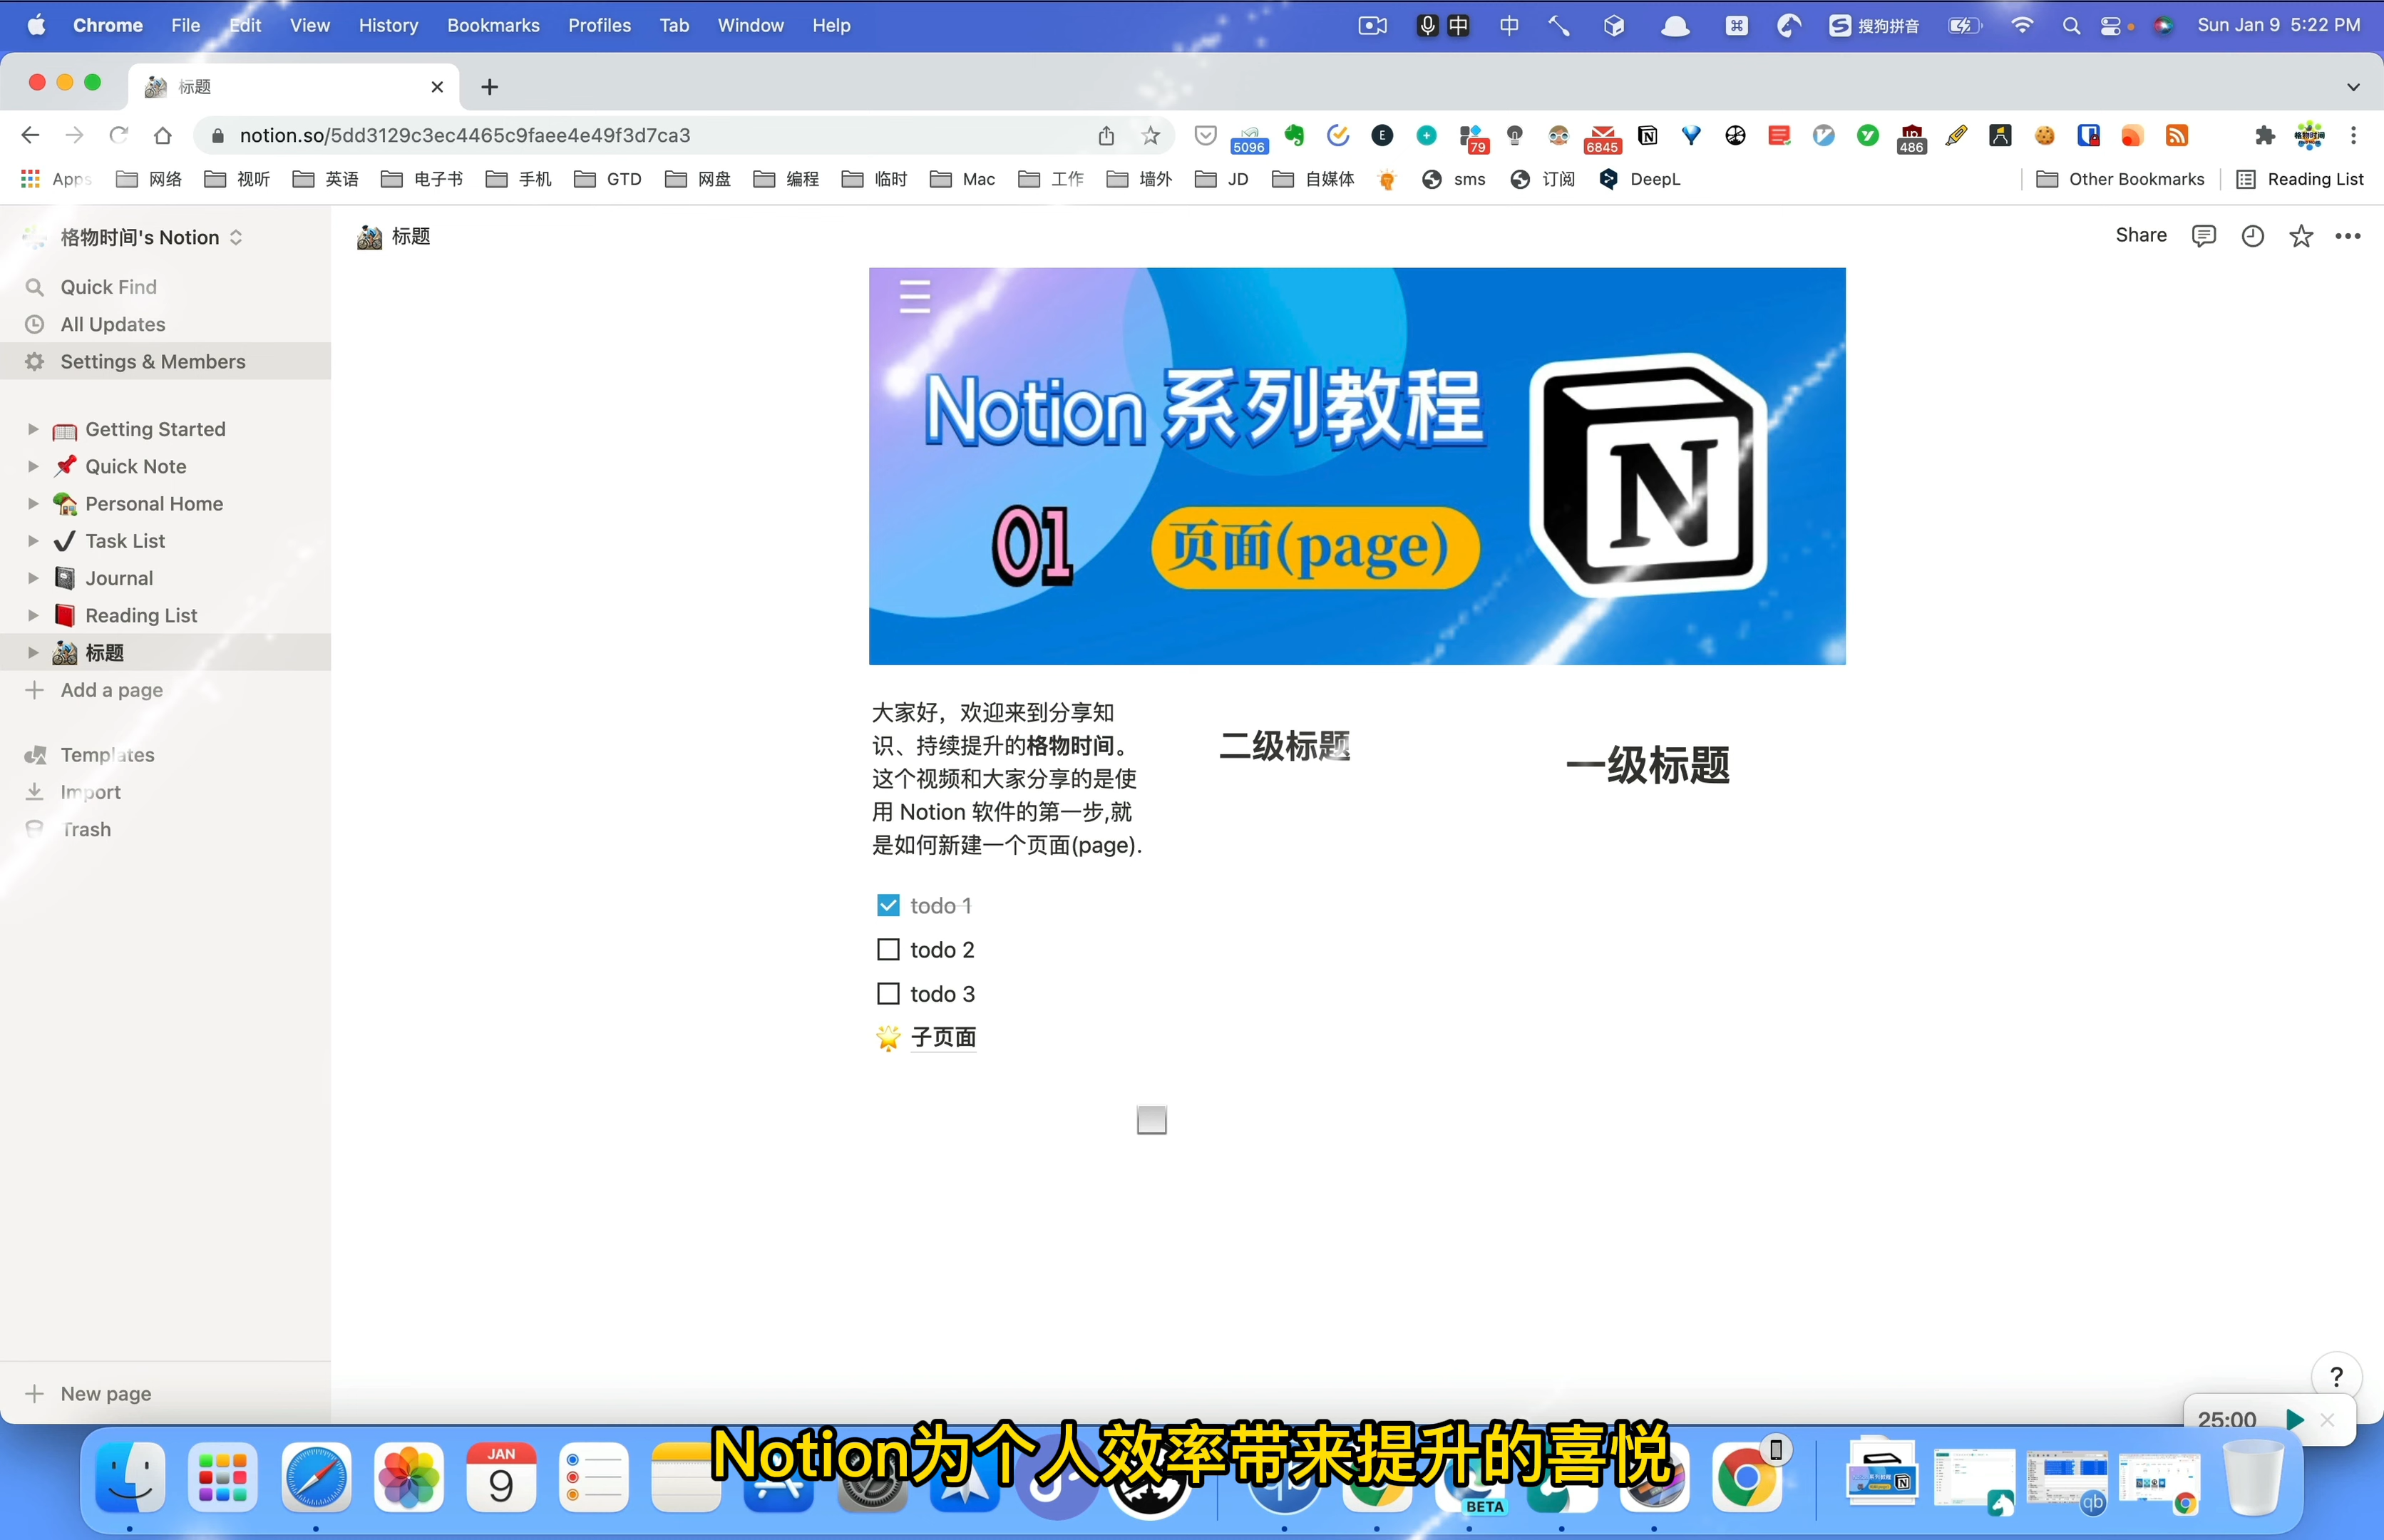 Chrome File Edit View History Bookmarks Profiles Tab Window Help
中 中 搜狗拼音 Sun Jan 9 5:22 PM
标题
notion.so/5dd3129c3ec4465c9faee4e49f3d7ca3
5096 79 6845 486
Apps 网络 视听 英语 电子书 手机 GTD 网盘 编程 临时 Mac 工作 墙外 JD 自媒体 sms 订阅 DeepL Other Bookmarks Reading List
格物时间's Notion
标题
Share
Quick Find
All Updates
Settings & Members
Getting Started
Quick Note
Personal Home
Task List
Journal
Reading List
标题
Add a page
Templates
Import
Trash
New page
Notion 系列教程
01 页面(page)
N
大家好，欢迎来到分享知
识、持续提升的格物时间。
这个视频和大家分享的是使
用 Notion 软件的第一步,就
是如何新建一个页面(page).
二级标题
一级标题
todo 1
todo 2
todo 3
子页面
?
25:00
Notion为个人效率带来提升的喜悦
JAN
9
qb
BETA
qb